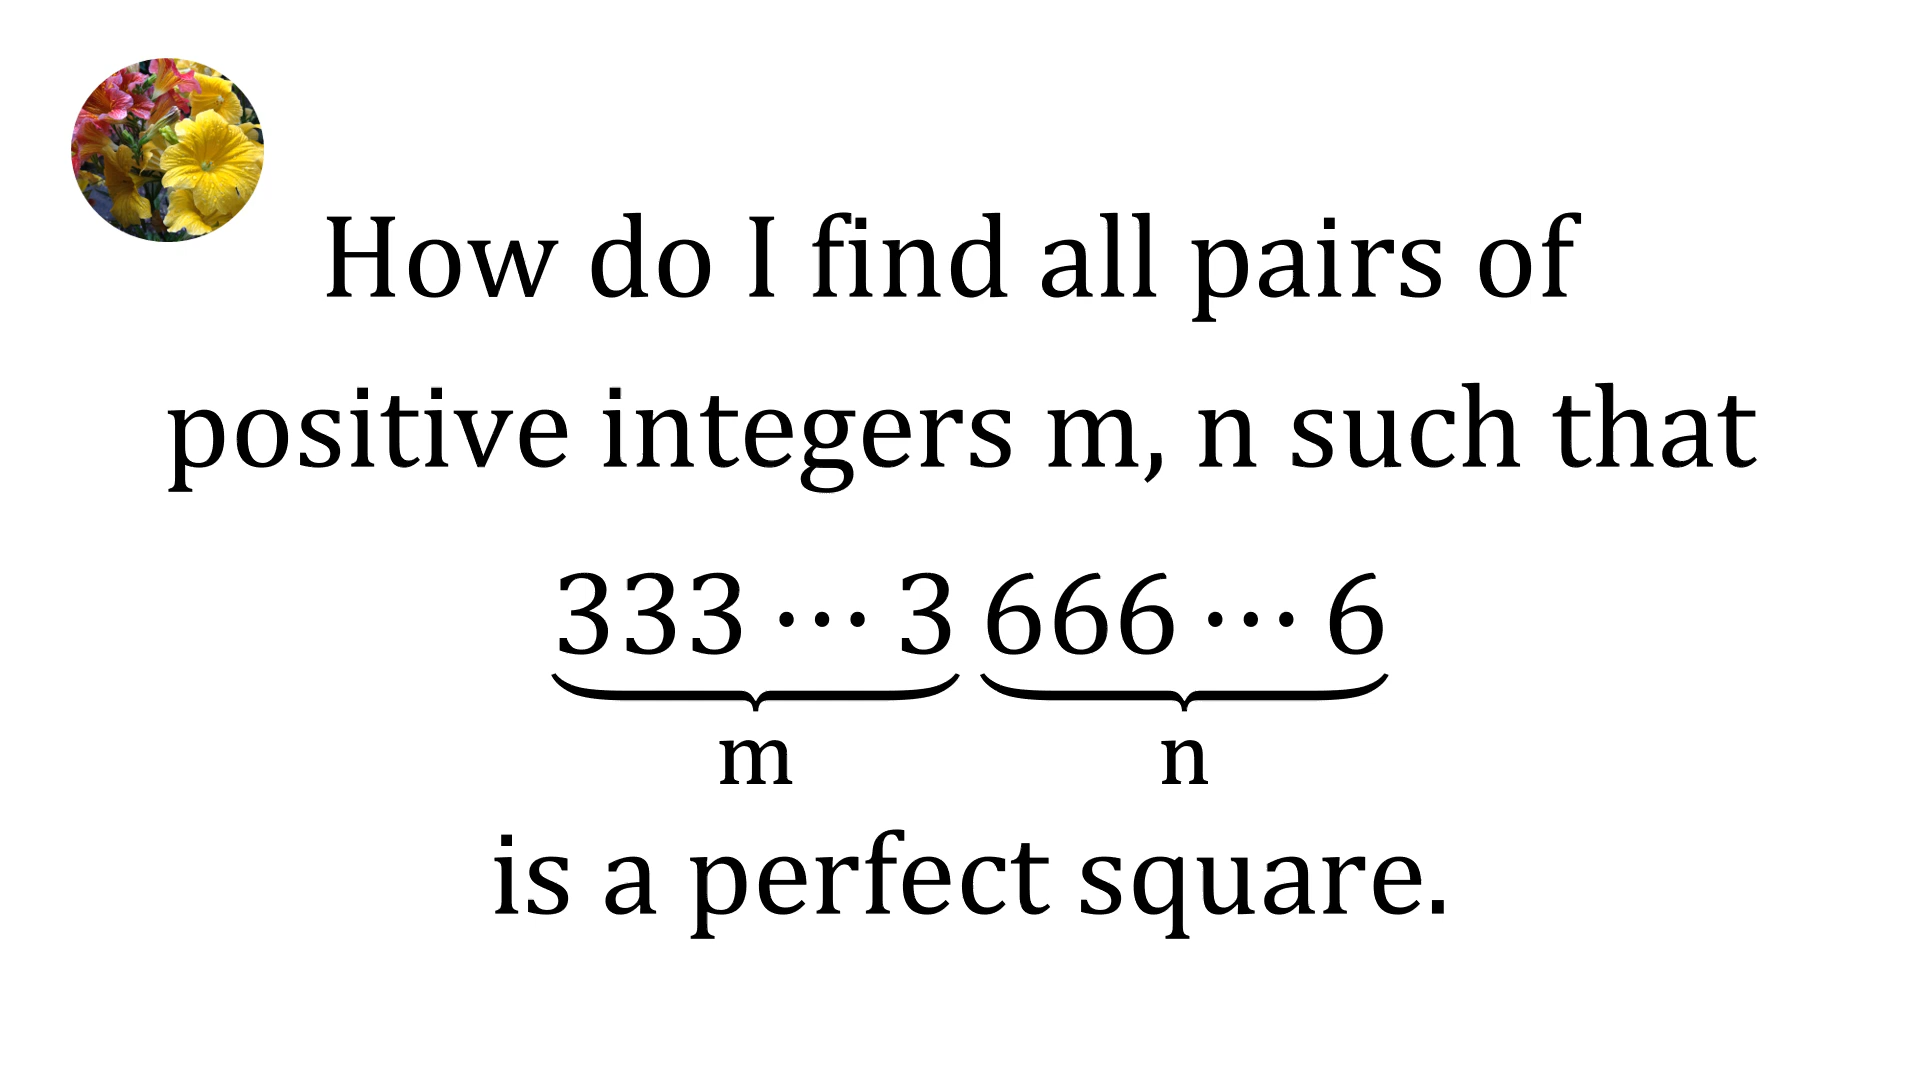 How do I find all pairs of
positive integers m, n such that
333 ⋯ 3 666 ⋯ 6
m n
is a perfect square.